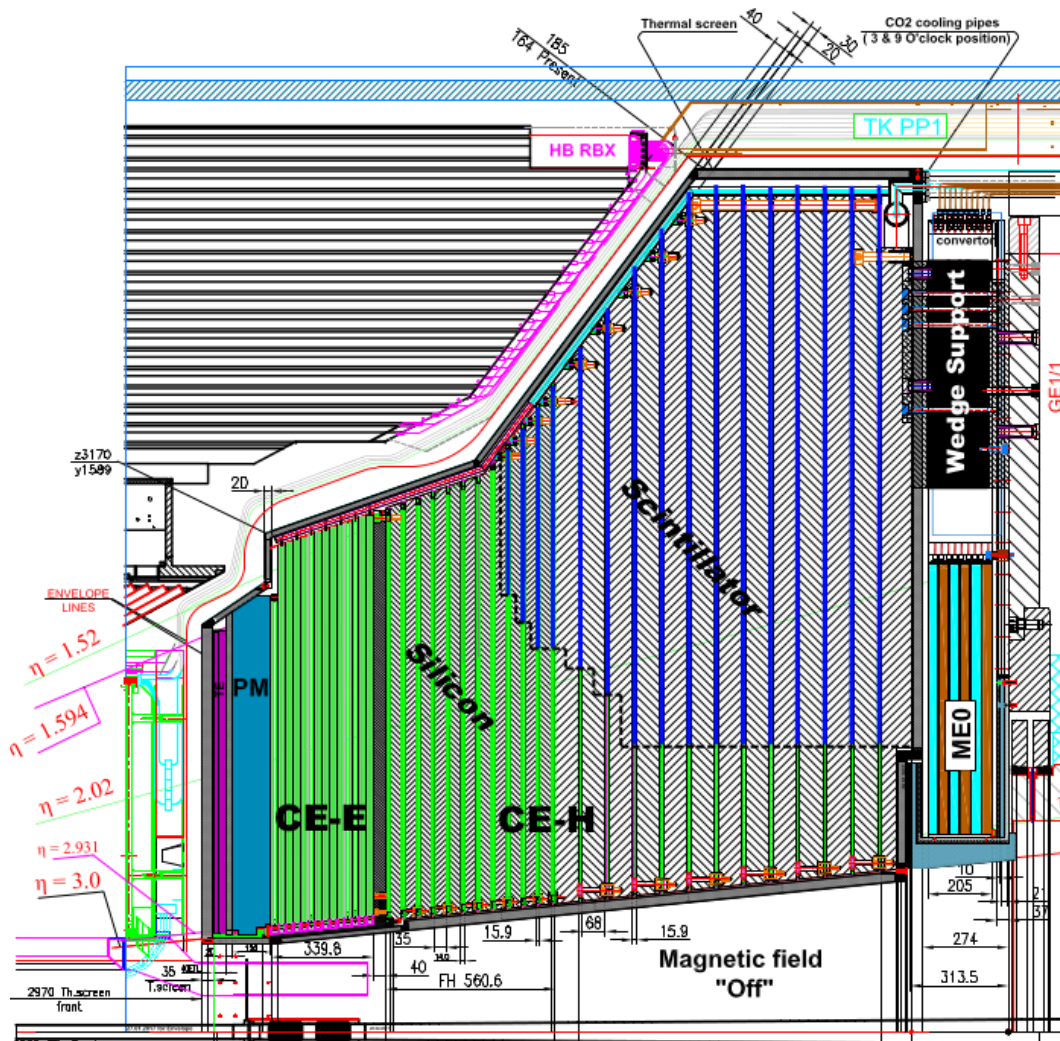 40
30
20
185
164 Present
Thermal screen
CO2 cooling pipes
( 3 & 9 O'clock position)
HB RBX
TK PP1
convertor
Wedge Support
GE1/1
z3170
y1589
20
Scintillator
Silicon
ENVELOPE
LINES
η = 1.52
η = 1.594
η = 2.02
η = 2.931
η = 3.0
PM
CE-E
CE-H
ME0
10
205
21
37
274
313.5
339.8
35
40
15.9
68
15.9
FH 560.6
35
T.screen
2970 Th.screen
front
Magnetic field
"Off"